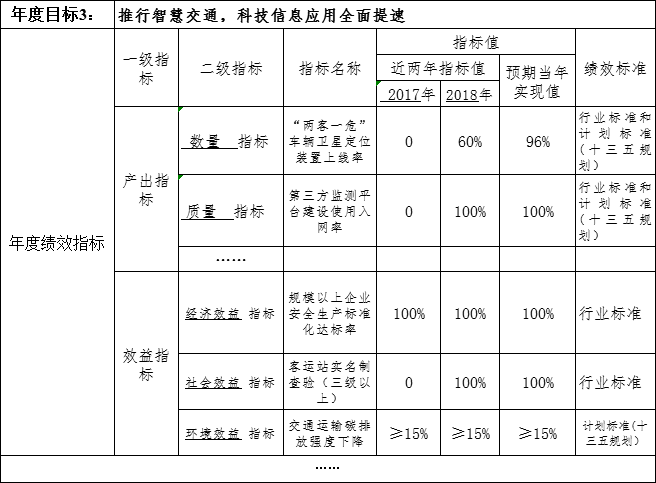 年度目标3：
推行智慧交通，科技信息应用全面提速
年度绩效指标
一级指
标
二级指标
指标名称
指标值
绩效标准
近两年指标值
预期当年
实现值
2017年
2018年
产出指
标
数量 指标
“两客一危”
车辆卫星定位
装置上线率
0
60%
96%
行业标准和
计划标准
(十三五规
划）
质量 指标
第三方监测平
台建设使用入
网率
0
100%
100%
行业标准和
计划标准
(十三五规
划）
……
效益指
标
经济效益 指标
规模以上企业
安全生产标准
化达标率
100%
100%
100%
行业标准
社会效益 指标
客运站实名制
查验（三级以
上）
0
100%
100%
行业标准
环境效益 指标
交通运输碳排
放强度下降
≥15%
≥15%
≥15%
计划标准(十
三五规划）
……